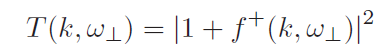 T(k, ω⊥) = |1 + f⁺(k, ω⊥)|²